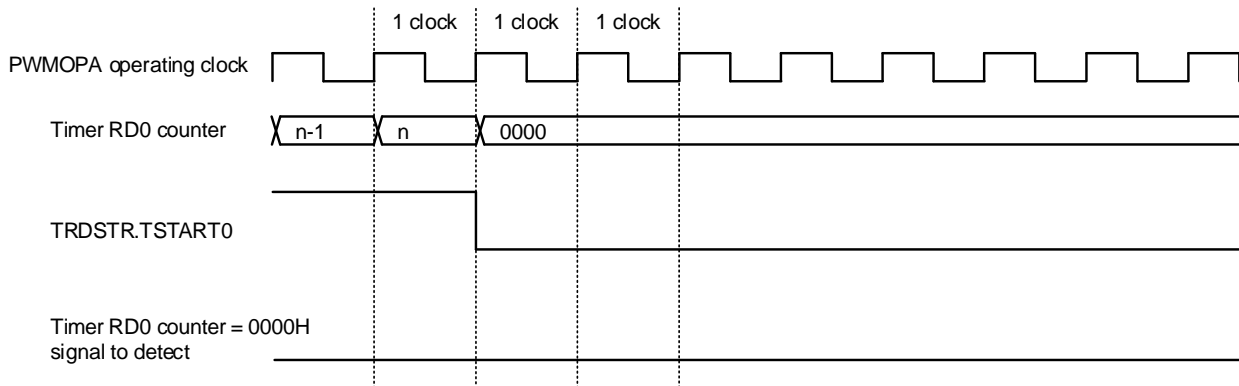 1 clock 1 clock 1 clock
PWMOPA operating clock
Timer RD0 counter n-1 n 0000
TRDSTR.TSTART0
Timer RD0 counter = 0000H
signal to detect